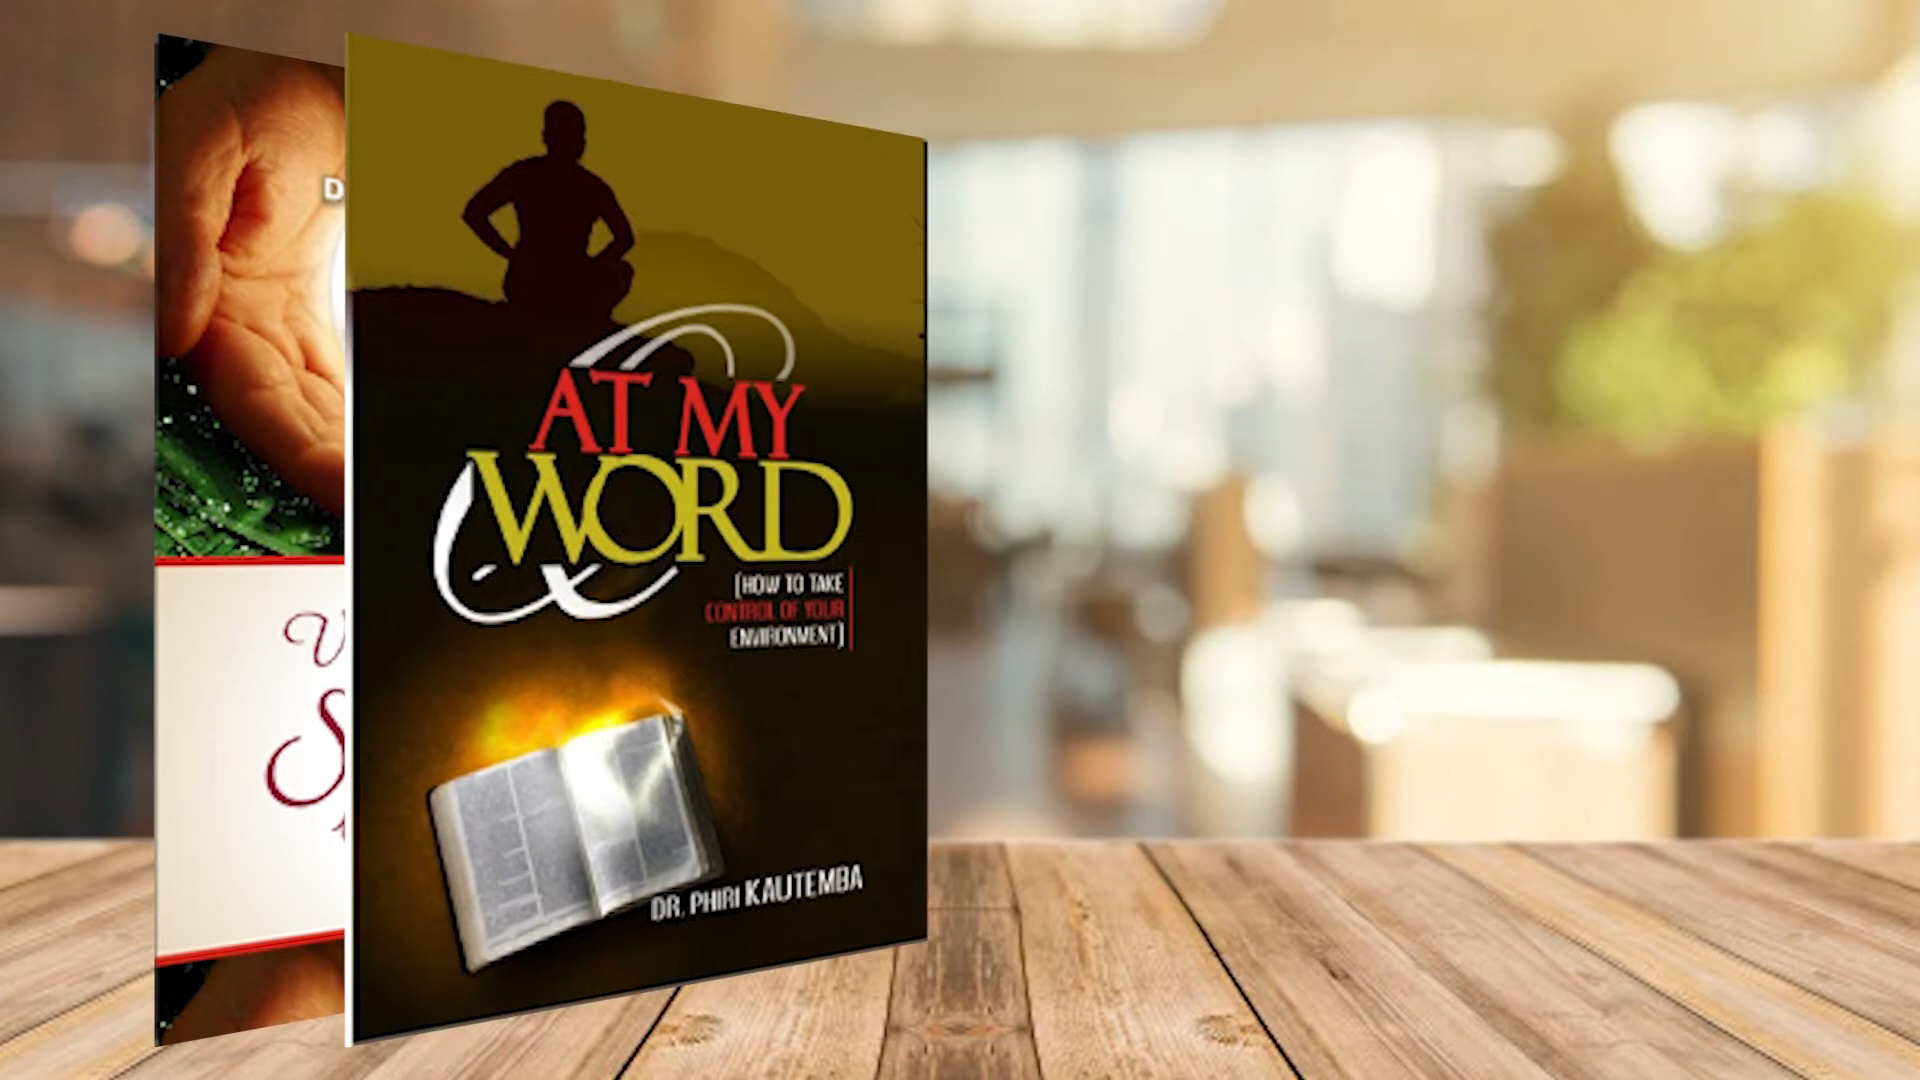 AT MY
WORD
[HOW TO TAKE
CONTROL OF YOUR
ENVIRONMENT]
DR. PHIRI KAUTEMBA
D
V
S